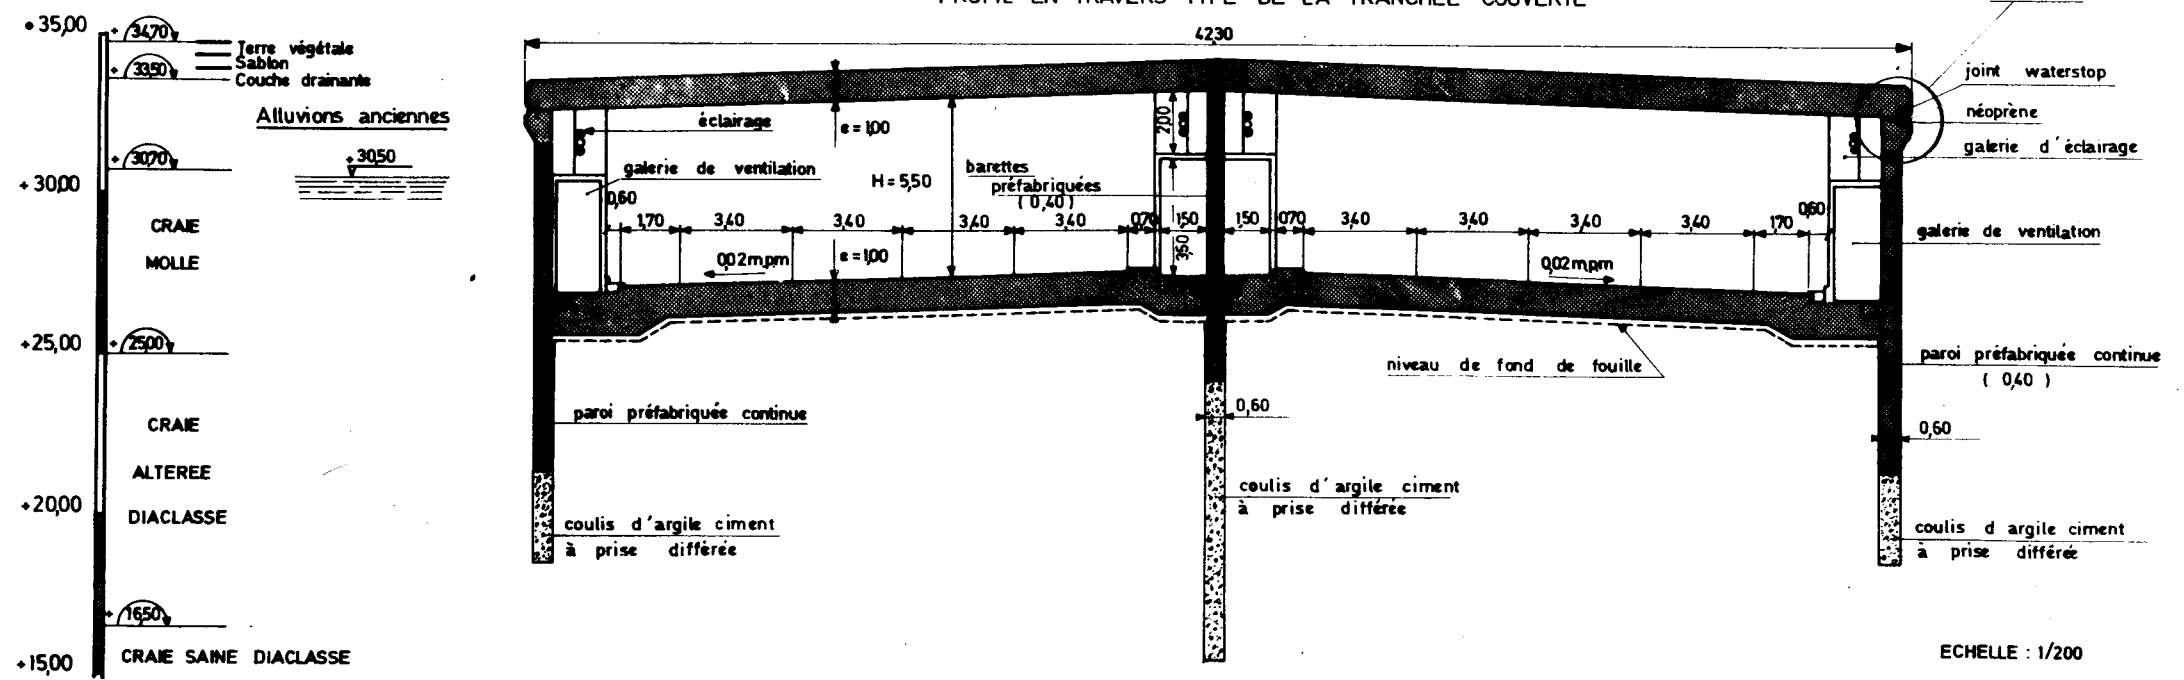 PROFIL EN TRAVERS TYPE DE LA TRANCHEE COUVERTE
+ 35,00
+ 34,70
Terre végétale
Sablon
+ 33,50
Couche drainante
Alluvions anciennes
+ 30,70
+ 30,50
+ 30,00
CRAIE
MOLLE
+ 25,00
+ 25,00
CRAIE
ALTEREE
DIACLASSE
+ 20,00
+ 16,50
+ 15,00
CRAIE SAINE DIACLASSE
42,30
joint waterstop
néoprène
galerie d'éclairage
éclairage
e = 1,00
2,00
galerie de ventilation
H = 5,50
barettes
préfabriquées
( 0,40 )
0,60
1,70
3,40
3,40
3,40
3,40
0,70
1,50
1,50
0,70
3,40
3,40
3,40
3,40
1,70
0,60
3,50
galerie de ventilation
0,02 m.p.m
e = 1,00
0,02 m.p.m
niveau de fond de fouille
paroi préfabriquée continue
( 0,40 )
paroi préfabriquée continue
0,60
0,60
coulis d'argile ciment
à prise différée
coulis d'argile ciment
à prise différée
coulis d argile ciment
à prise différée
ECHELLE : 1/200